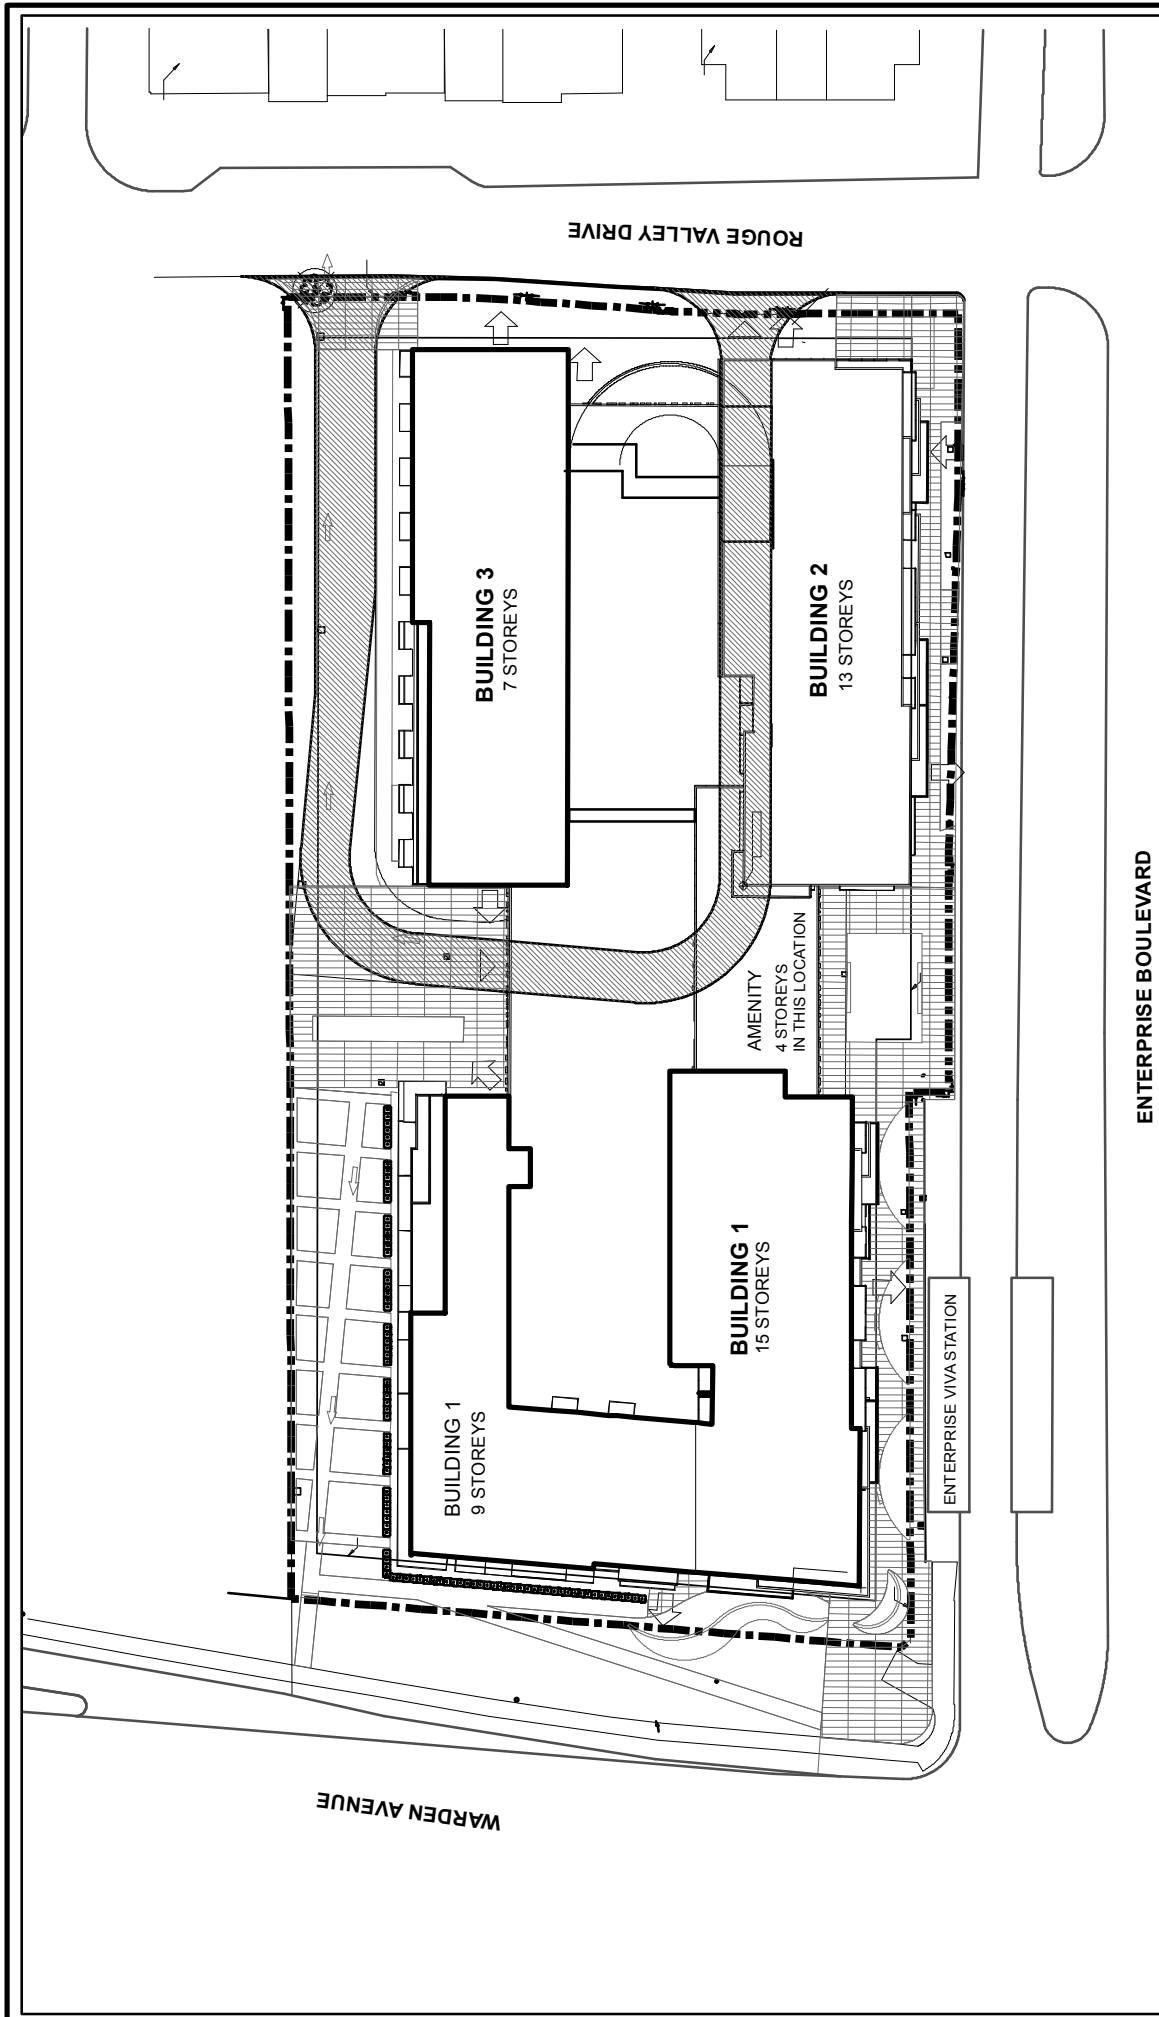 ROUGE VALLEY DRIVE
BUILDING 3
7 STOREYS
BUILDING 2
13 STOREYS
AMENITY
4 STOREYS
IN THIS LOCATION
BUILDING 1
15 STOREYS
BUILDING 1
9 STOREYS
ENTERPRISE VIVA STATION
ENTERPRISE BOULEVARD
WARDEN AVENUE